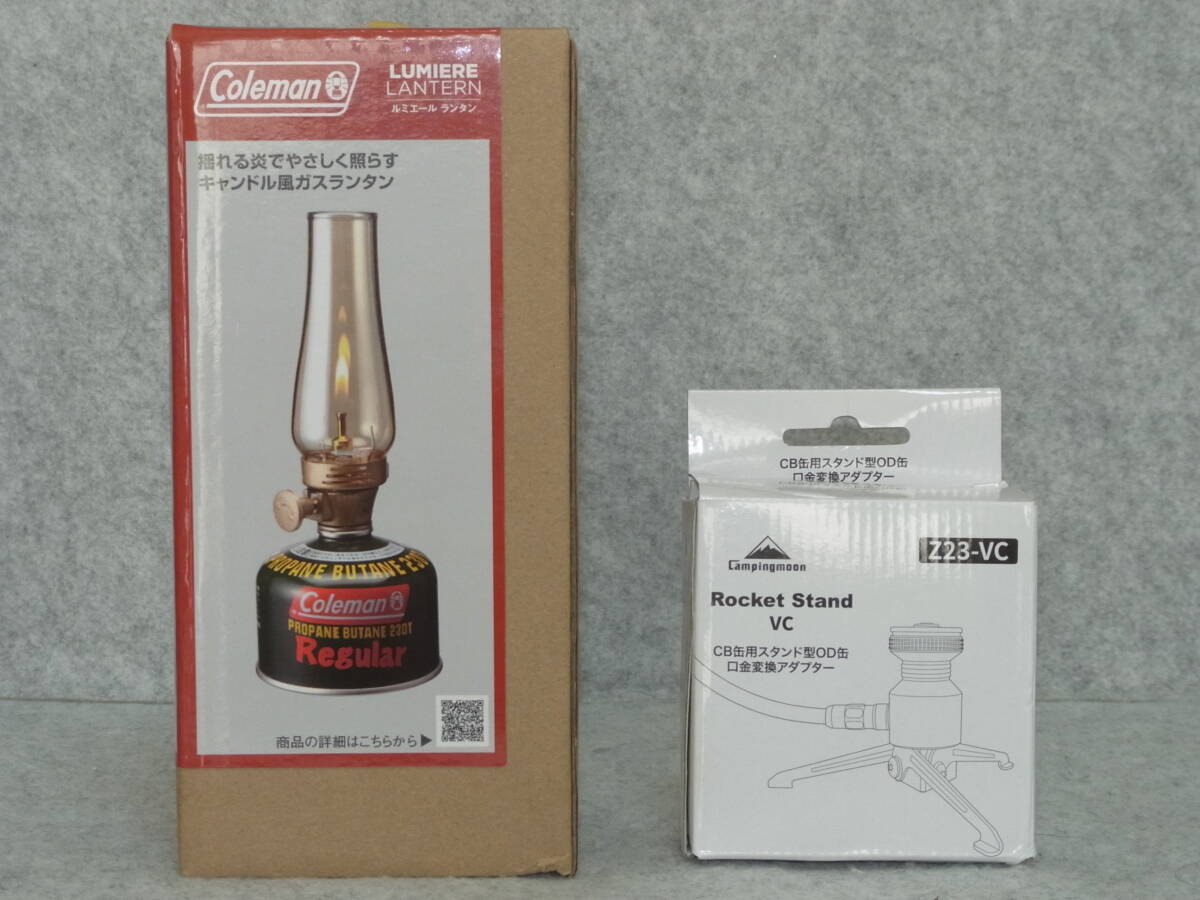 Coleman
LUMIERE
LANTERN
ルミエール ランタン
揺れる炎でやさしく照らす
キャンドル風ガスランタン
PROPANE BUTANE 230
Coleman
PROPANE BUTANE 230T
Regular
商品の詳細はこちらから▶
CB缶用スタンド型OD缶
口金変換アダプター
Campingmoon
Z23-VC
Rocket Stand
VC
CB缶用スタンド型OD缶
口金変換アダプター